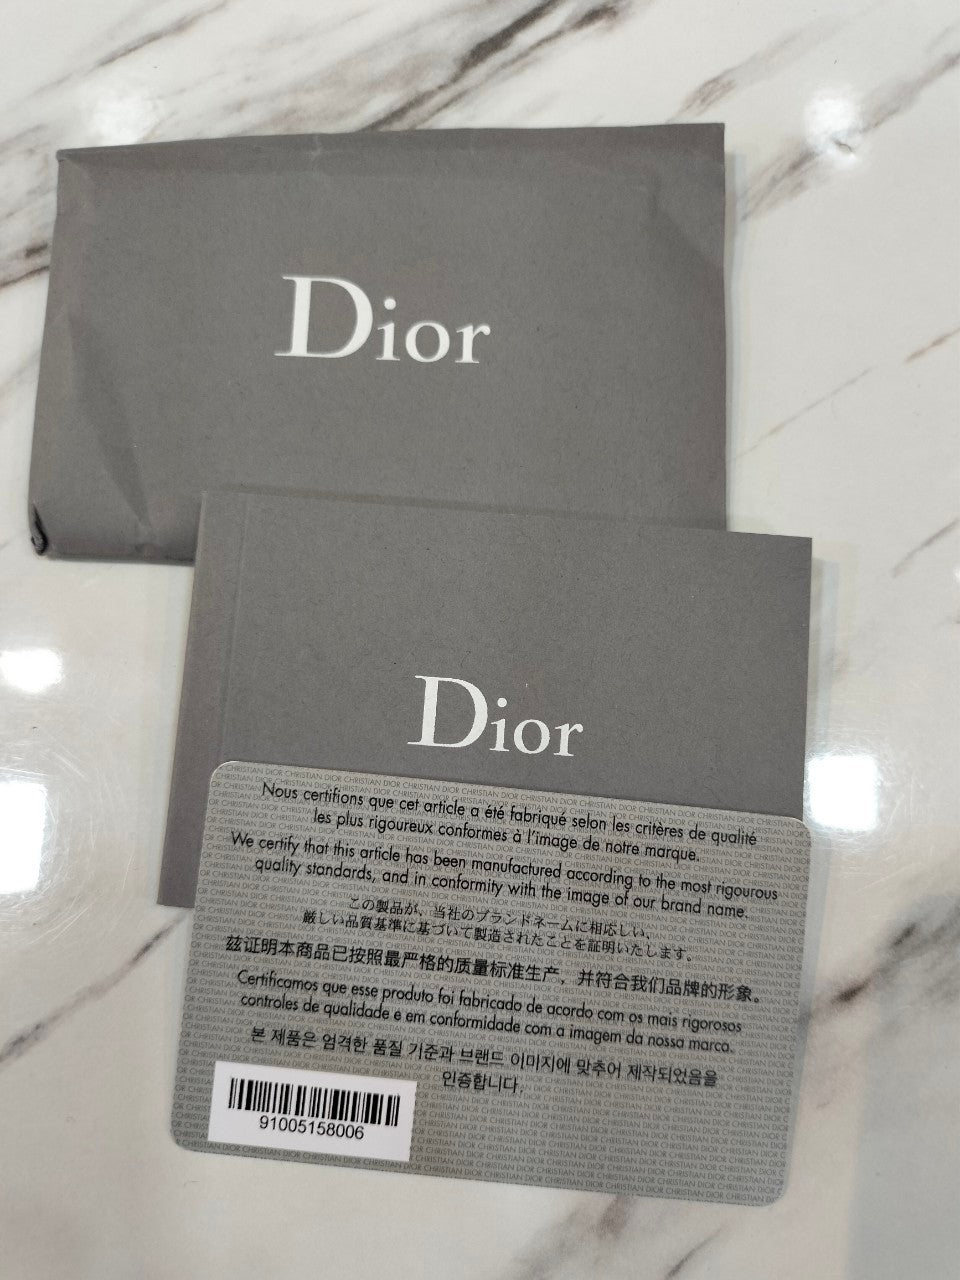 Dior
Dior
Nous certifions que cet article a été fabriqué selon les critères de qualité
les plus rigoureux conformes à l'image de notre marque.
We certify that this article has been manufactured according to the most rigourous
quality standards, and in conformity with the image of our brand name.
この製品が、当社のブランドネームに相応しい、
厳しい品質基準に基づいて製造されたことを証明いたします。
兹证明本商品已按照最严格的质量标准生产，并符合我们品牌的形象。
Certificamos que esse produto foi fabricado de acordo com os mais rigorosos
controles de qualidade e em conformidade com a imagem da nossa marca.
본 제품은 엄격한 품질 기준과 브랜드 이미지에 맞추어 제작되었음을
인증합니다.
91005158006